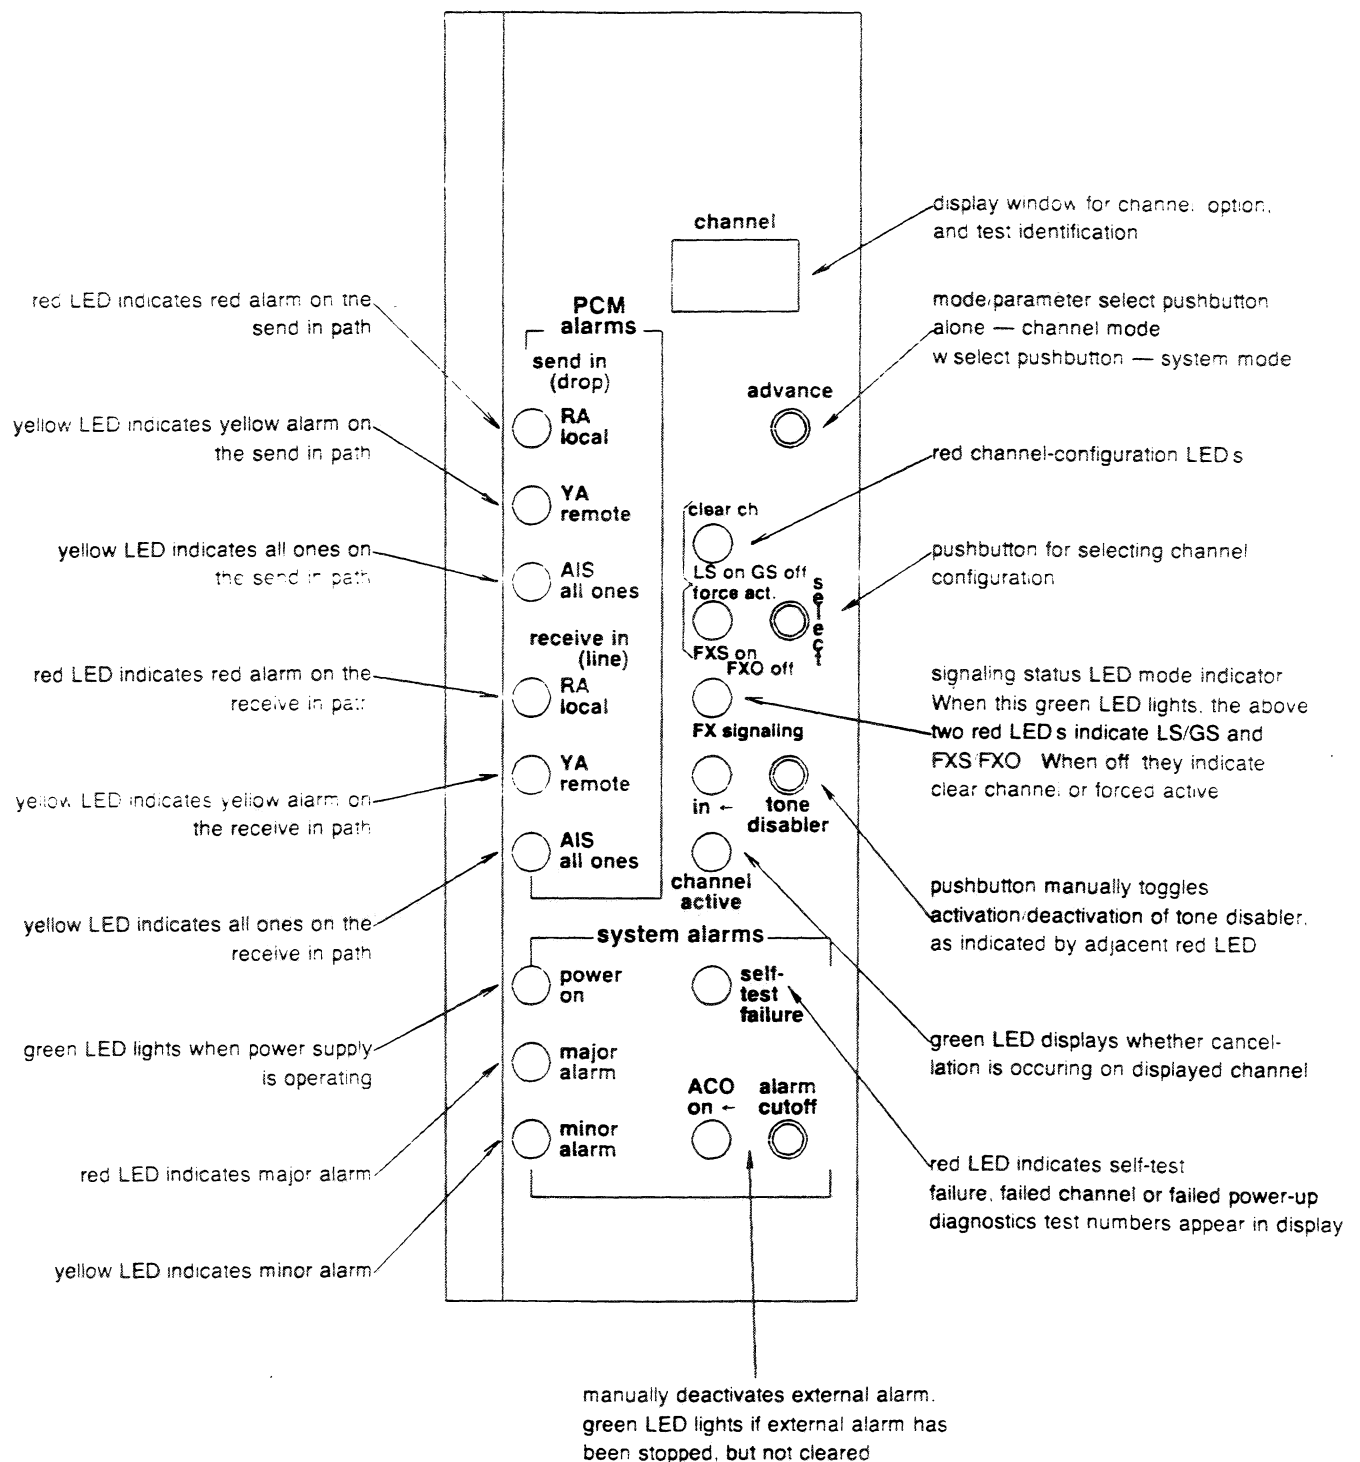 channel
display window for channel, option,
and test identification
red LED indicates red alarm on the
send in path
PCM
alarms
mode/parameter select pushbutton
alone — channel mode
w select pushbutton — system mode
send in
(drop)
advance
RA
local
yellow LED indicates yellow alarm on
the send in path
red channel-configuration LED s
YA
remote
clear ch
yellow LED indicates all ones on
the send in path
AIS
all ones
LS on GS off
force act.
select
pushbutton for selecting channel
configuration
receive in
(line)
FXS on
FXO off
red LED indicates red alarm on the
receive in path
RA
local
FX signaling
signaling status LED mode indicator
When this green LED lights, the above
two red LED s indicate LS/GS and
FXS/FXO When off they indicate
clear channel or forced active
YA
remote
in ←
tone
disabler
yellow LED indicates yellow alarm on
the receive in path
AIS
all ones
channel
active
pushbutton manually toggles
activation/deactivation of tone disabler,
as indicated by adjacent red LED
yellow LED indicates all ones on the
receive in path
system alarms
power
on
self-
test
failure
green LED lights when power supply
is operating
green LED displays whether cancel-
lation is occuring on displayed channel
major
alarm
ACO
on ←
alarm
cutoff
minor
alarm
red LED indicates major alarm
red LED indicates self-test
failure, failed channel or failed power-up
diagnostics test numbers appear in display
yellow LED indicates minor alarm
manually deactivates external alarm.
green LED lights if external alarm has
been stopped, but not cleared